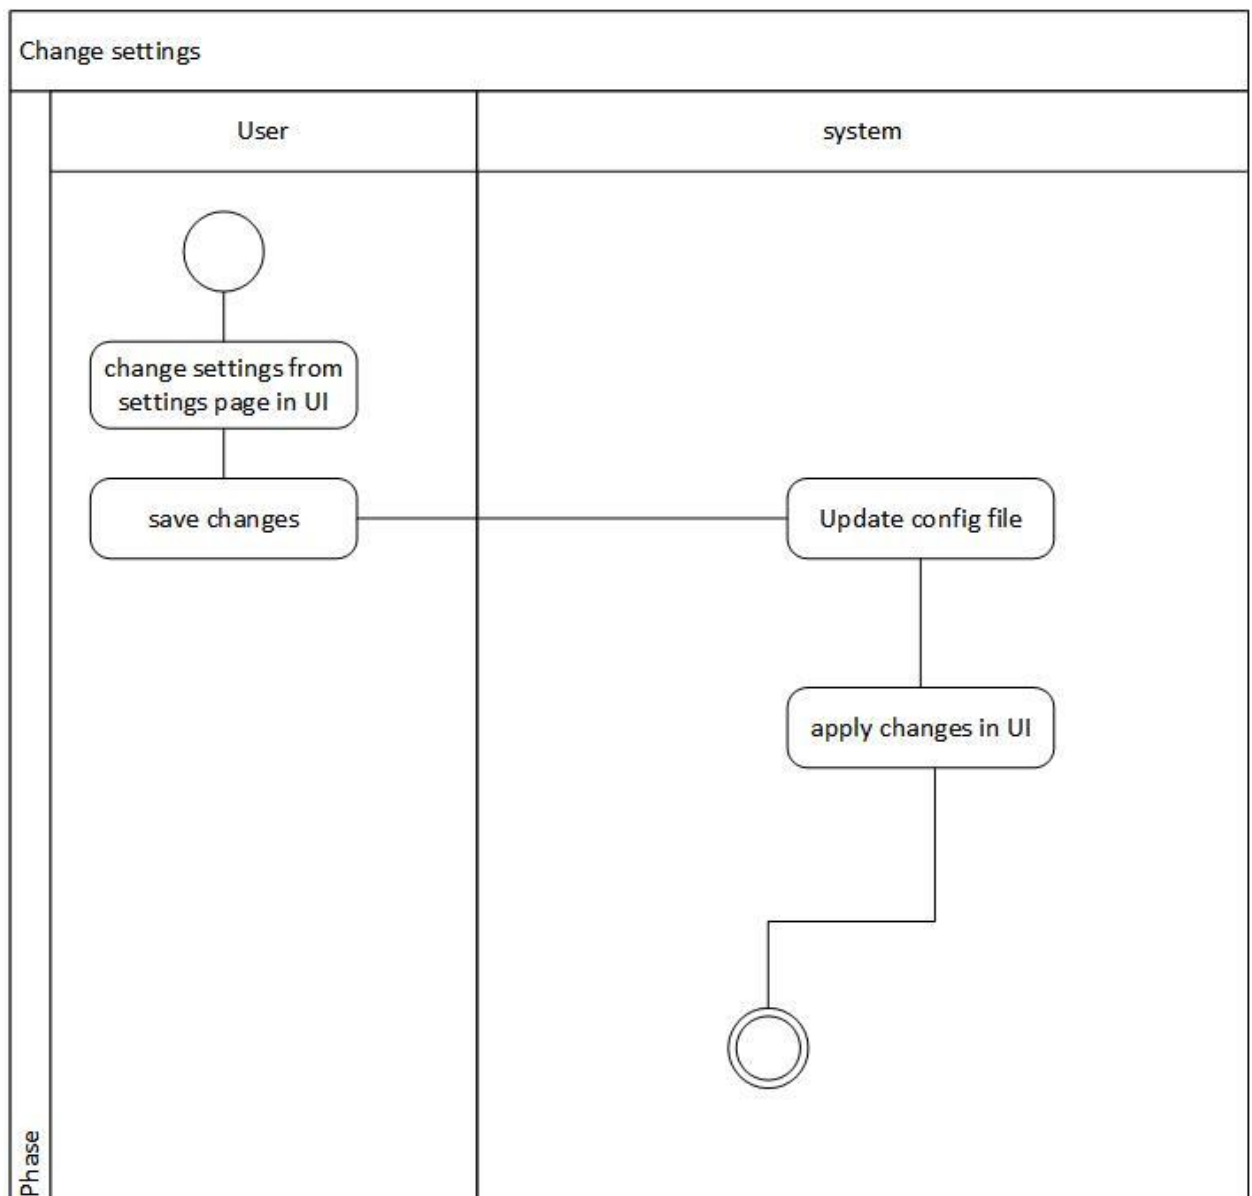 Change settings
User
system
change settings from
settings page in UI
save changes
Update config file
apply changes in UI
Phase